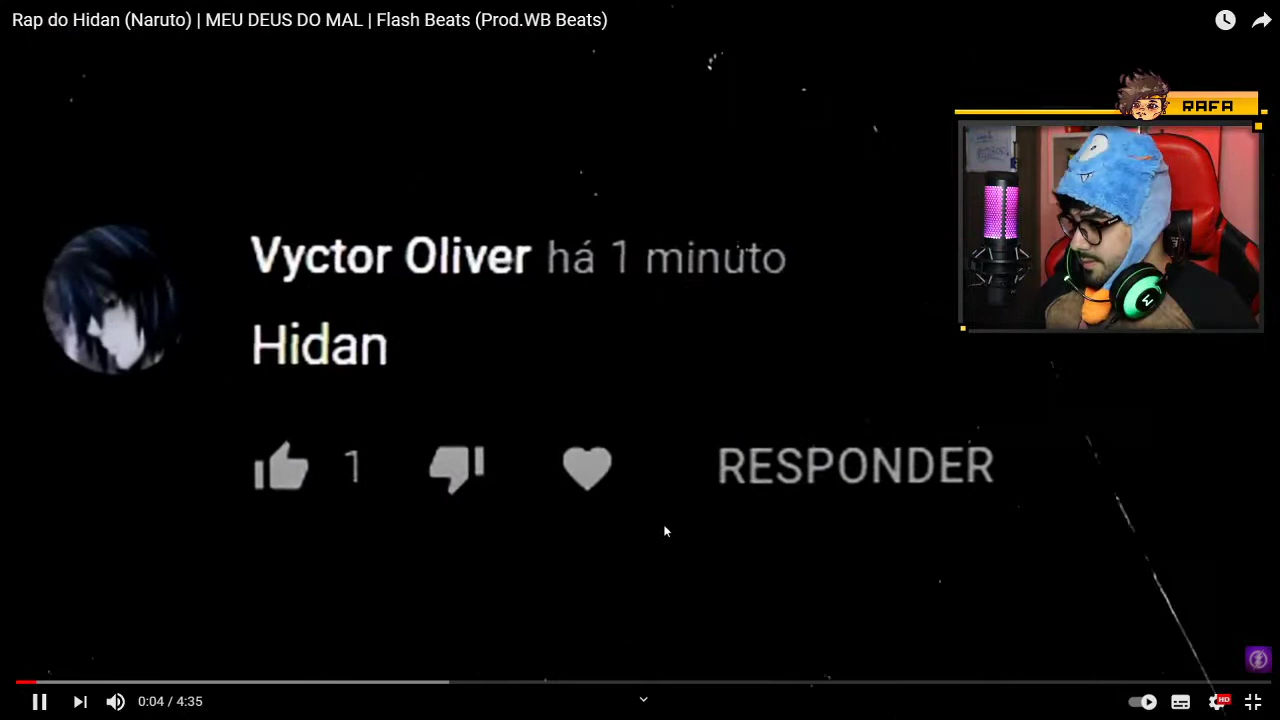 Rap do Hidan (Naruto) | MEU DEUS DO MAL | Flash Beats (Prod.WB Beats)
RAFA
Vyctor Oliver há 1 minuto
Hidan
1 RESPONDER
0:04 / 4:35
HD